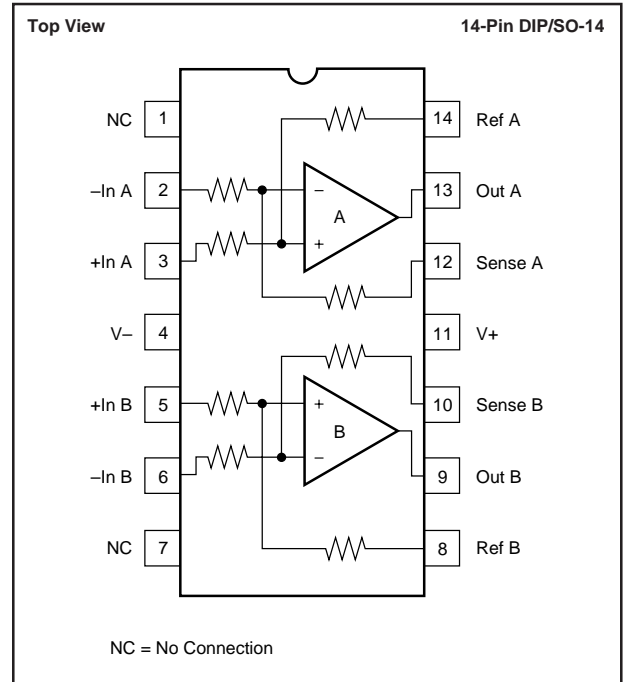 Top View 14-Pin DIP/SO-14
NC 1 14 Ref A
–In A 2 – 13 Out A
A
+In A 3 + 12 Sense A
V– 4 11 V+
+In B 5 + 10 Sense B
B
–In B 6 – 9 Out B
NC 7 8 Ref B
NC = No Connection